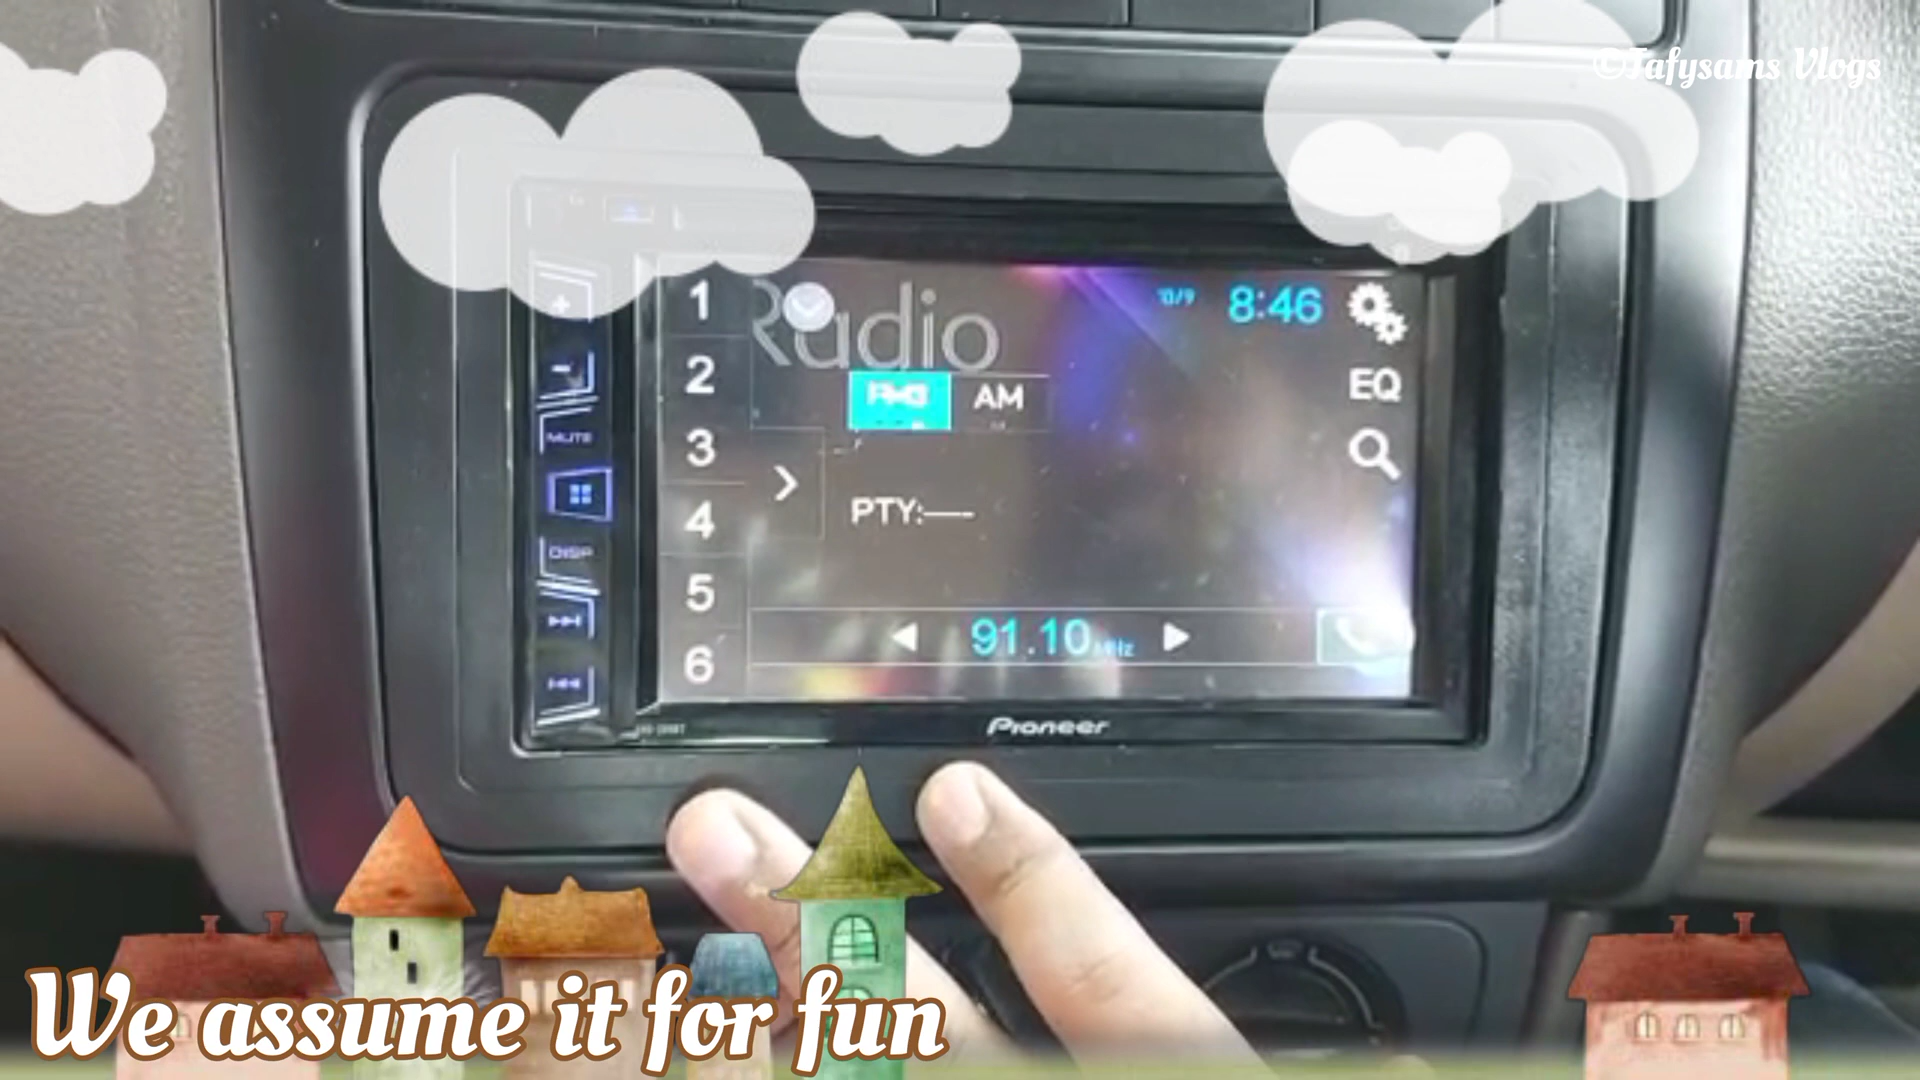 ©Tafysams Vlogs
1
Radio
10/9 8:46
2
AM
EQ
MUTE
3
4
PTY:
DISP
5
91.10 MHz
6
Pioneer
We assume it for fun